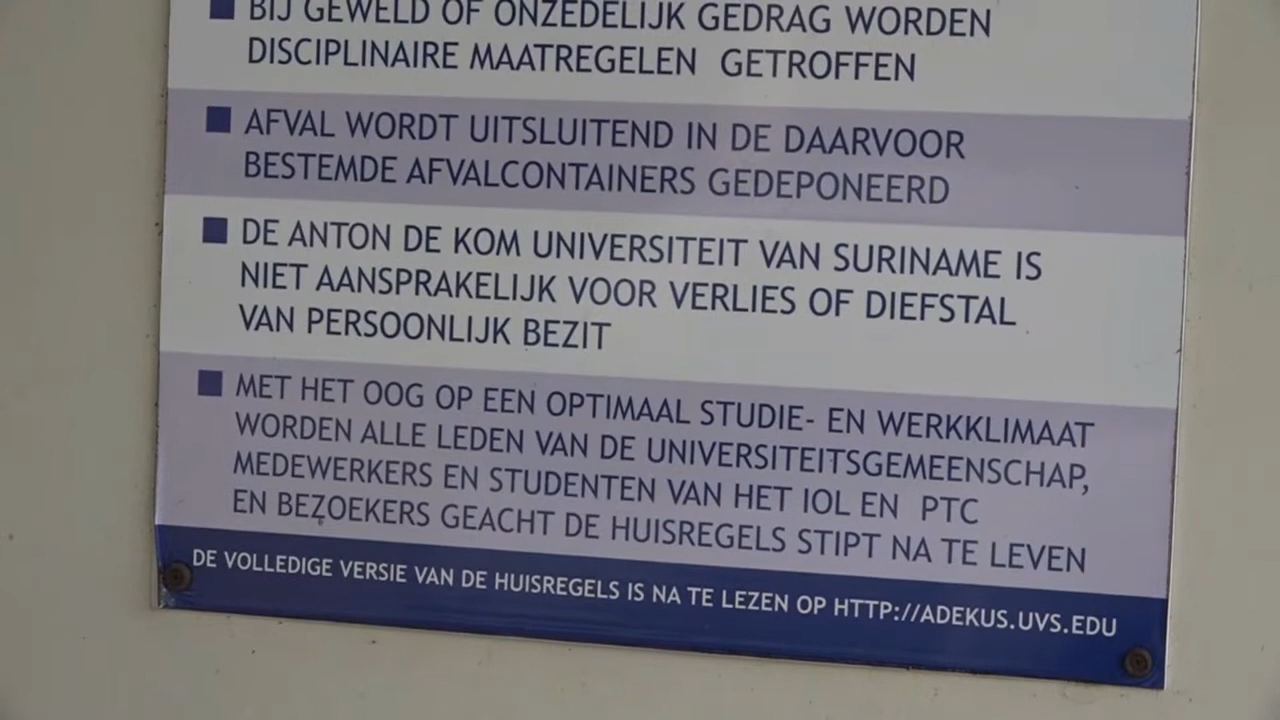 BIJ GEWELD OF ONZEDELIJK GEDRAG WORDEN
DISCIPLINAIRE MAATREGELEN GETROFFEN
AFVAL WORDT UITSLUITEND IN DE DAARVOOR
BESTEMDE AFVALCONTAINERS GEDEPONEERD
DE ANTON DE KOM UNIVERSITEIT VAN SURINAME IS
NIET AANSPRAKELIJK VOOR VERLIES OF DIEFSTAL
VAN PERSOONLIJK BEZIT
MET HET OOG OP EEN OPTIMAAL STUDIE- EN WERKKLIMAAT
WORDEN ALLE LEDEN VAN DE UNIVERSITEITSGEMEENSCHAP,
MEDEWERKERS EN STUDENTEN VAN HET IOL EN PTC
EN BEZOEKERS GEACHT DE HUISREGELS STIPT NA TE LEVEN
DE VOLLEDIGE VERSIE VAN DE HUISREGELS IS NA TE LEZEN OP HTTP://ADEKUS.UVS.EDU